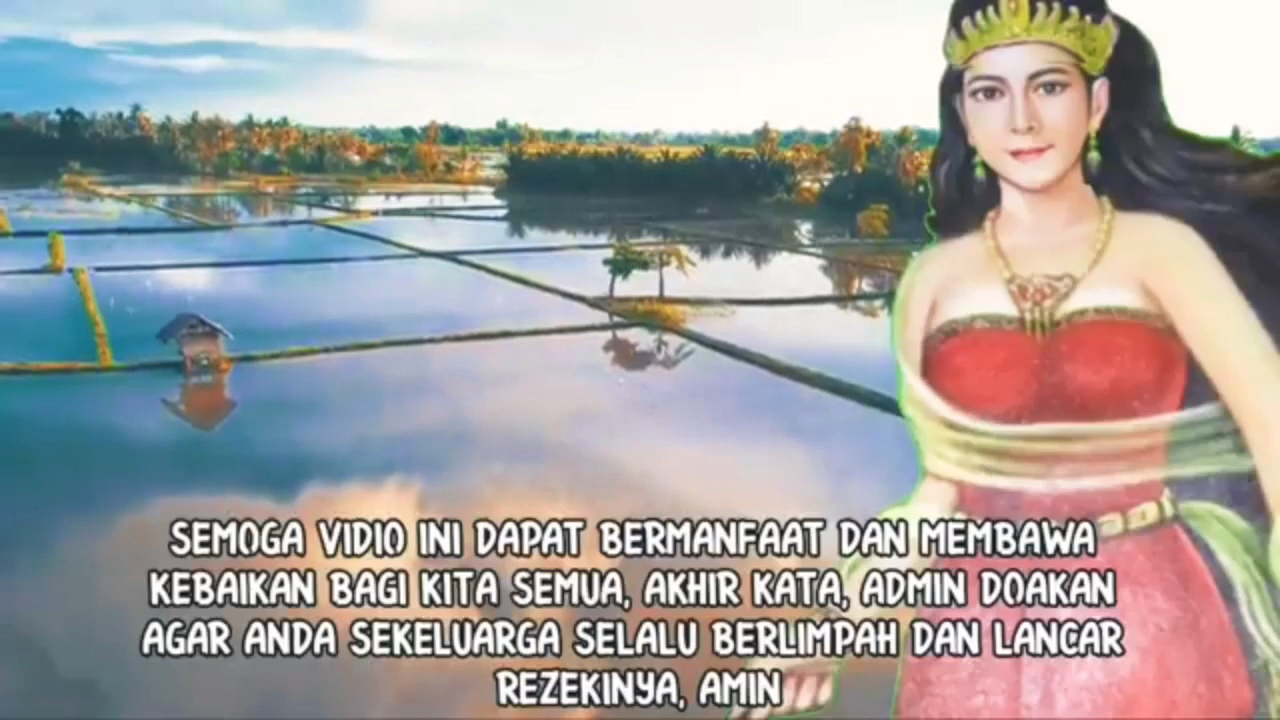 SEMOGA VIDIO INI DAPAT BERMANFAAT DAN MEMBAWA
KEBAIKAN BAGI KITA SEMUA, AKHIR KATA, ADMIN DOAKAN
AGAR ANDA SEKELUARGA SELALU BERLIMPAH DAN LANCAR
REZEKINYA, AMIN